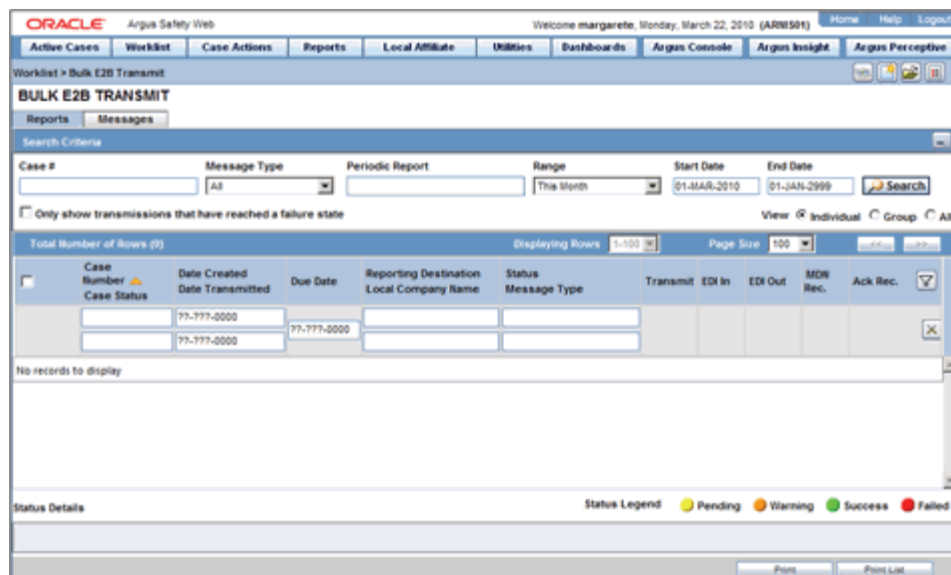 ORACLE Argus Safety Web Welcome margarete, Monday, March 22, 2010 (ARMIS01) Home Help Logout
Active Cases Worklist Case Actions Reports Local Affiliate Utilities Dashboards Argus Console Argus Insight Argus Perceptive
Worklist > Bulk E2B Transmit
BULK E2B TRANSMIT
Reports Messages
Search Criteria
Case # Message Type Periodic Report Range Start Date End Date
All This Month 01-MAR-2010 01-JAN-2999 Search
Only show transmissions that have reached a failure state View Individual Group All
Total Number of Rows (0) Displaying Rows 1-100 Page Size 100 <<... ...>>
Case Number Date Created Due Date Reporting Destination Status Transmit EDI In EDI Out MDN Rec. Ack Rec.
Case Status Date Transmitted Local Company Name Message Type
??-???-0000
??-???-0000
??-???-0000
No records to display
Status Details Status Legend Pending Warning Success Failed
Print Print List